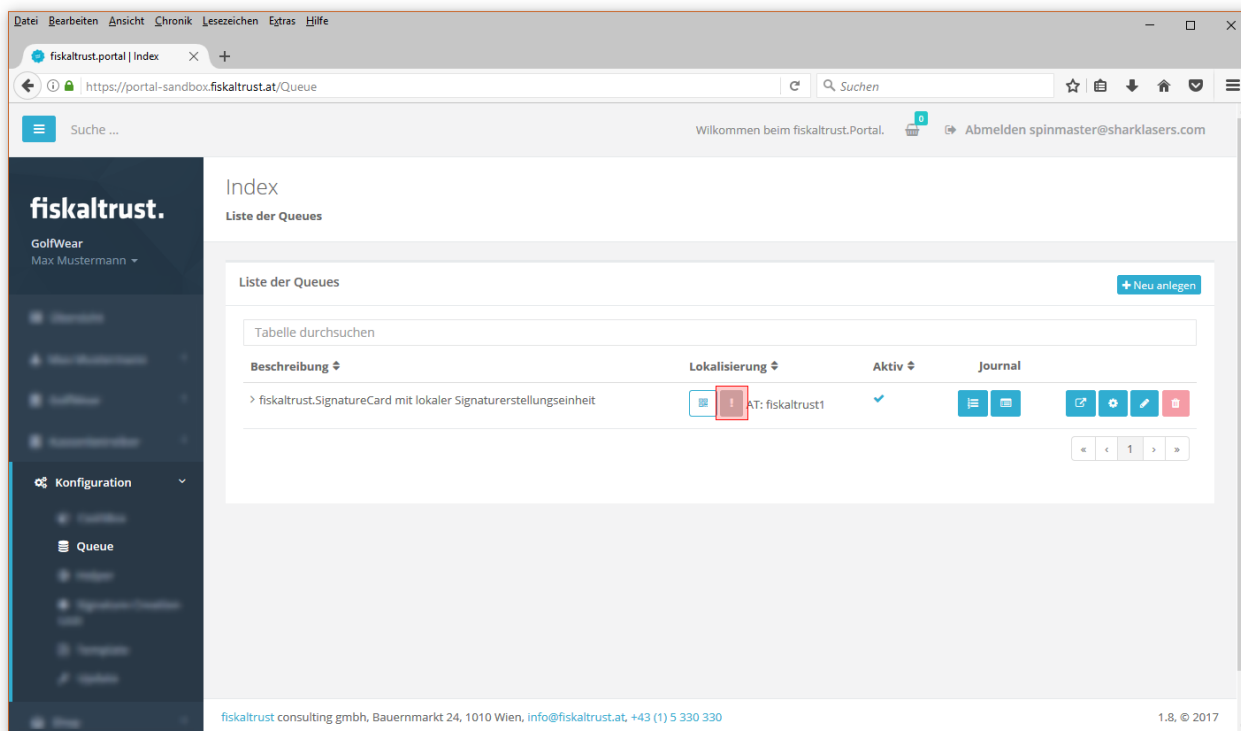 Datei Bearbeiten Ansicht Chronik Lesezeichen Extras Hilfe
fiskaltrust.portal | Index
https://portal-sandbox.fiskaltrust.at/Queue
Suchen
Suche ...
Wilkommen beim fiskaltrust.Portal.
0
Abmelden spinmaster@sharklasers.com
fiskaltrust.
GolfWear
Max Mustermann
Konfiguration
Queue
Index
Liste der Queues
Liste der Queues
+ Neu anlegen
Tabelle durchsuchen
Beschreibung Lokalisierung Aktiv Journal
> fiskaltrust.SignatureCard mit lokaler Signaturerstellungseinheit ! AT: fiskaltrust1
« ‹ 1 › »
fiskaltrust consulting gmbh, Bauernmarkt 24, 1010 Wien, info@fiskaltrust.at, +43 (1) 5 330 330
1.8, © 2017